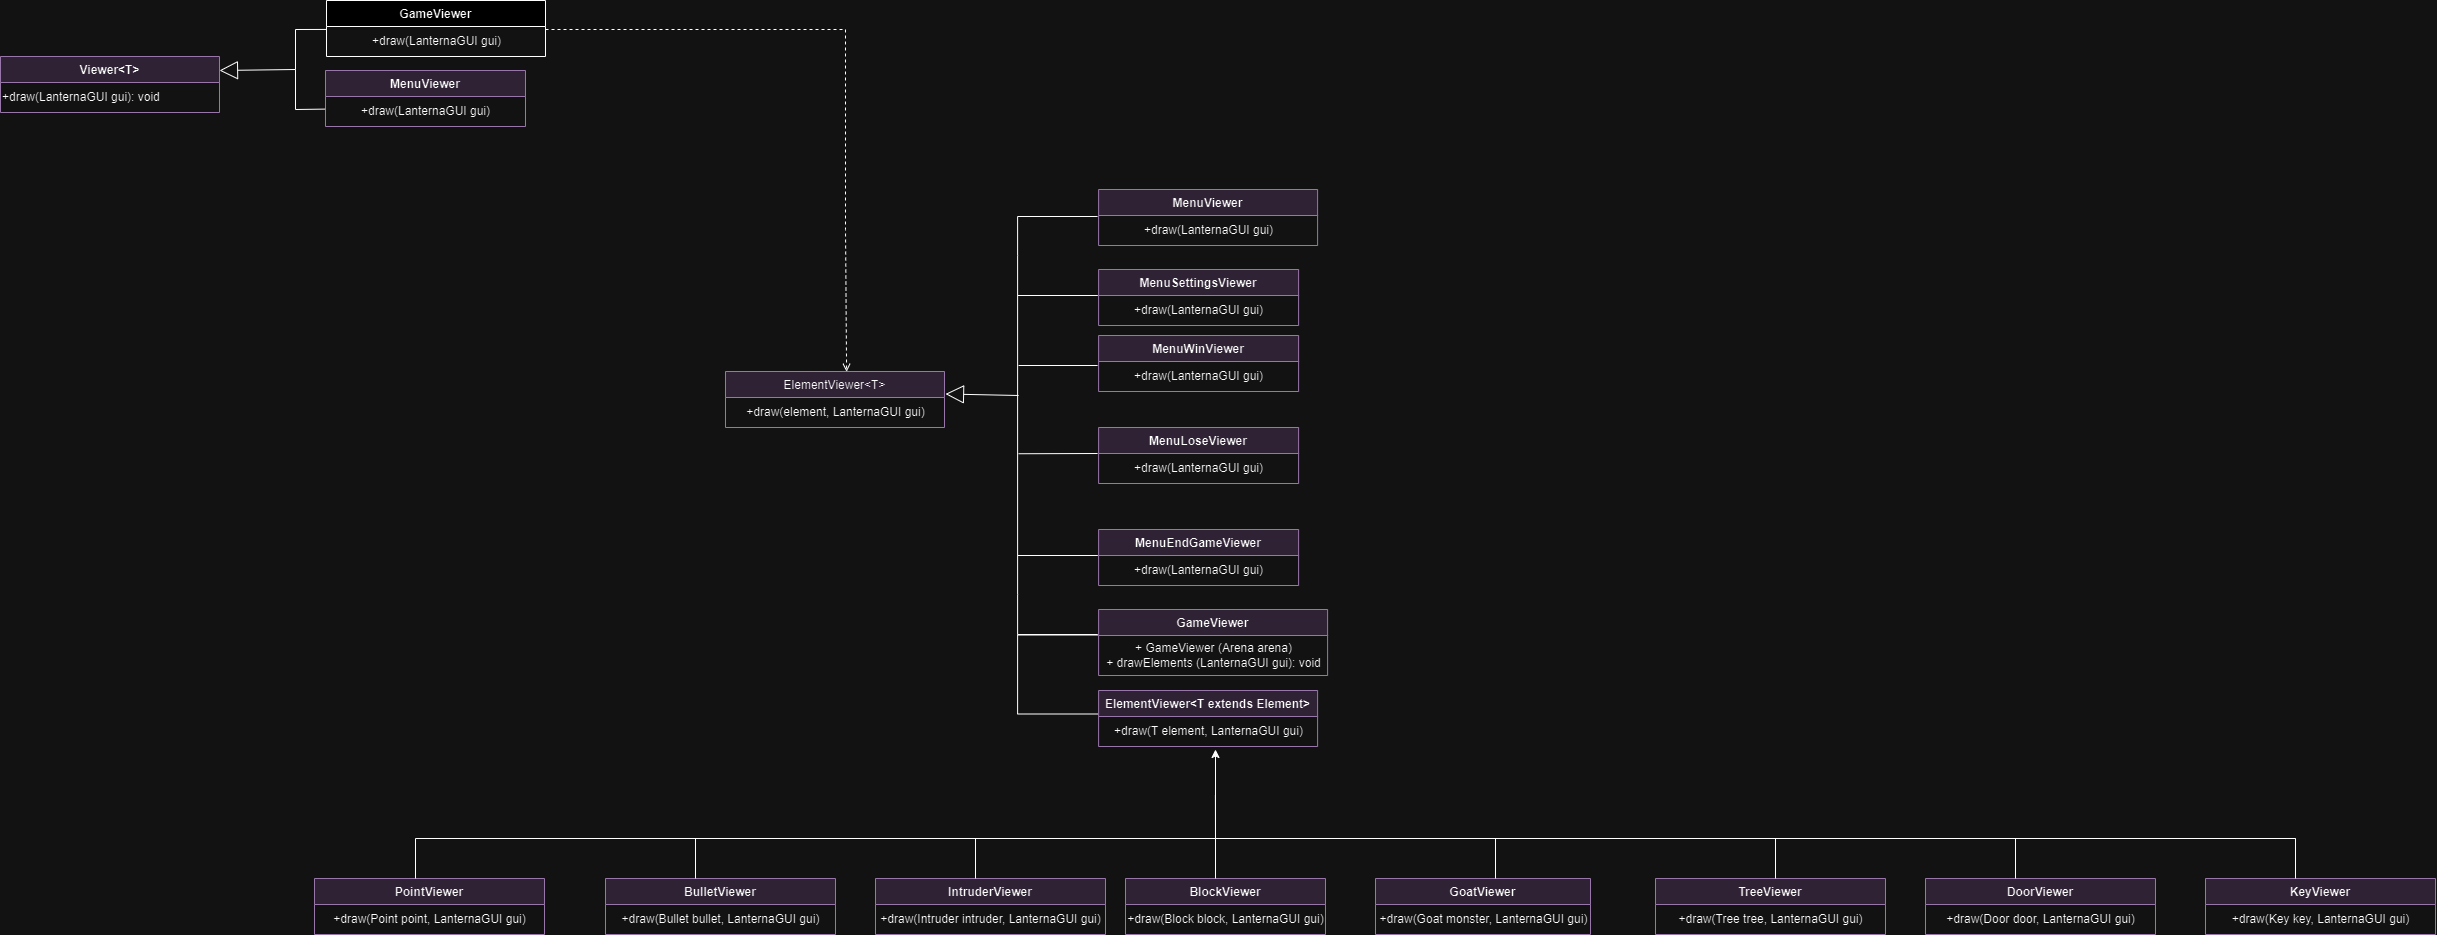 GameViewer
+draw(LanternaGUI gui)
Viewer<T>
+draw(LanternaGUI gui): void
MenuViewer
+draw(LanternaGUI gui)
MenuViewer
+draw(LanternaGUI gui)
MenuSettingsViewer
+draw(LanternaGUI gui)
MenuWinViewer
+draw(LanternaGUI gui)
ElementViewer<T>
+draw(element, LanternaGUI gui)
MenuLoseViewer
+draw(LanternaGUI gui)
MenuEndGameViewer
+draw(LanternaGUI gui)
GameViewer
+ GameViewer (Arena arena)
+ drawElements (LanternaGUI gui): void
ElementViewer<T extends Element>
+draw(T element, LanternaGUI gui)
PointViewer
+draw(Point point, LanternaGUI gui)
BulletViewer
+draw(Bullet bullet, LanternaGUI gui)
IntruderViewer
+draw(Intruder intruder, LanternaGUI gui)
BlockViewer
+draw(Block block, LanternaGUI gui)
GoatViewer
+draw(Goat monster, LanternaGUI gui)
TreeViewer
+draw(Tree tree, LanternaGUI gui)
DoorViewer
+draw(Door door, LanternaGUI gui)
KeyViewer
+draw(Key key, LanternaGUI gui)